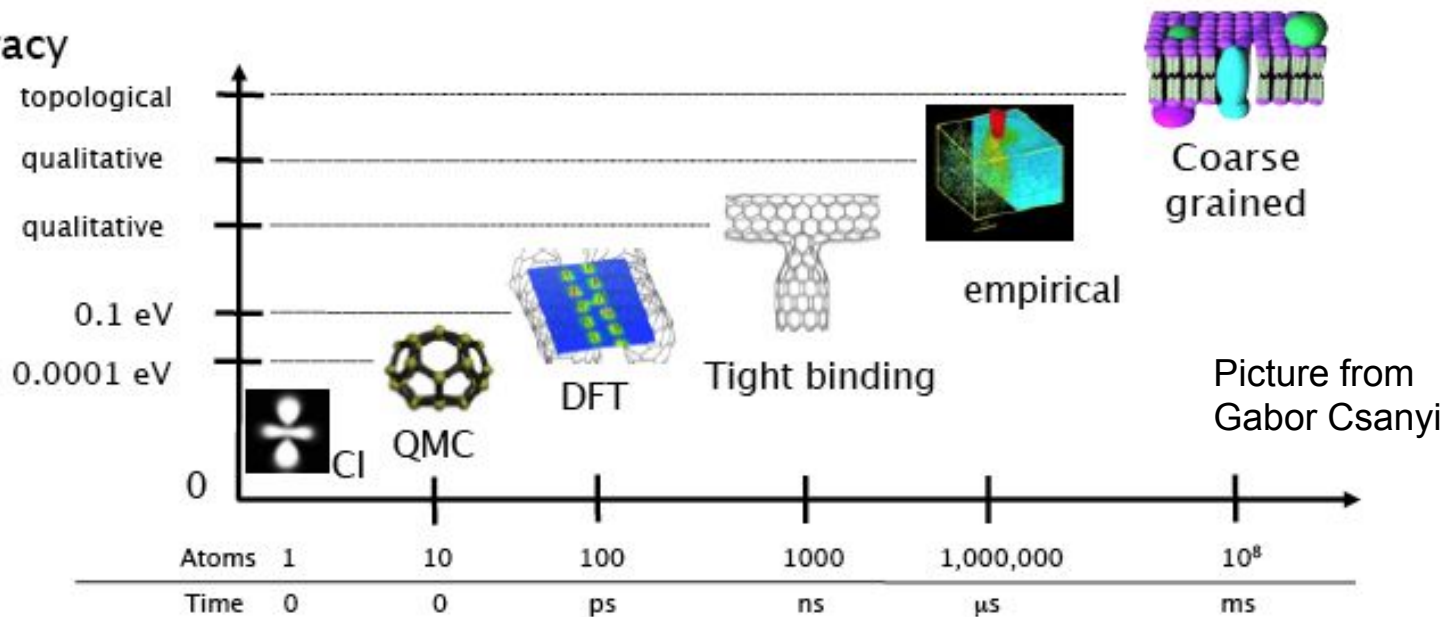 topological
qualitative
qualitative
0.1 eV
0.0001 eV
0
CI
QMC
DFT
Tight binding
empirical
Coarse
grained
Picture from
Gabor Csanyi
Atoms 1 10 100 1000 1,000,000 10⁸
Time 0 0 ps ns μs ms